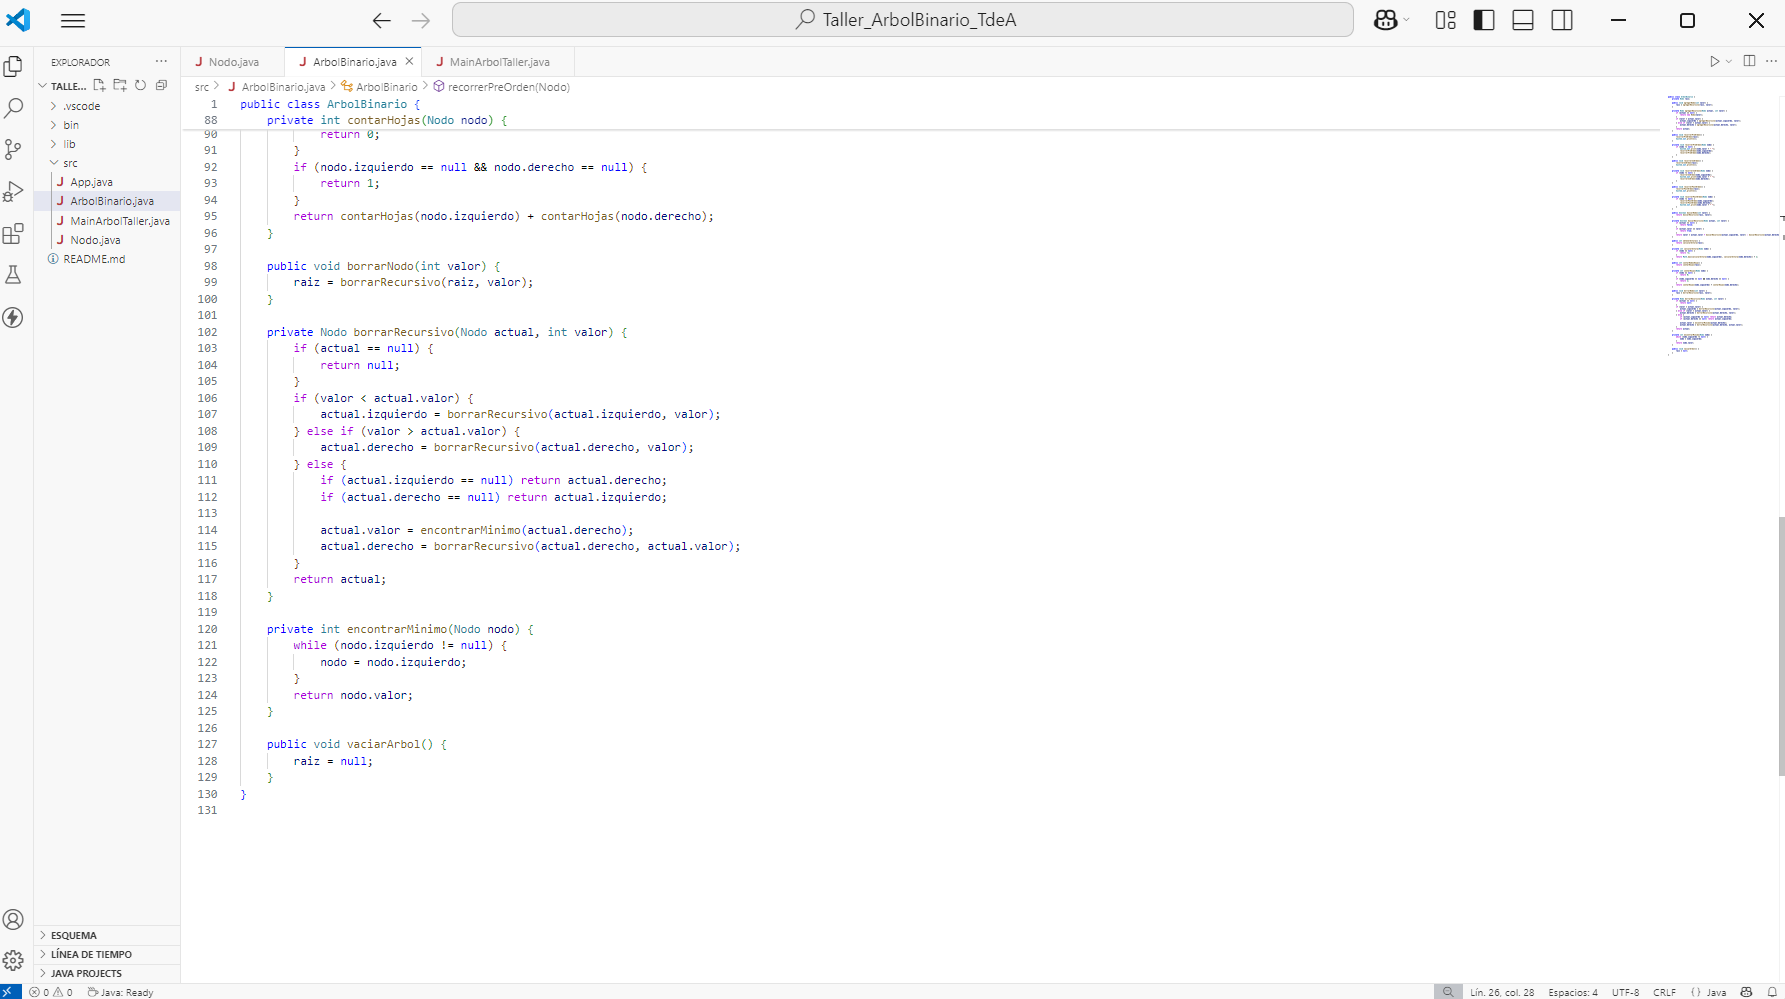 Taller_ArbolBinario_TdeA
EXPLORADOR
TALLE...
.vscode
bin
lib
src
App.java
ArbolBinario.java
MainArbolTaller.java
Nodo.java
README.md
ESQUEMA
LÍNEA DE TIEMPO
JAVA PROJECTS
Nodo.java ArbolBinario.java MainArbolTaller.java
src > ArbolBinario.java > ArbolBinario > recorrerPreOrden(Nodo)
1 public class ArbolBinario {
88 private int contarHojas(Nodo nodo) {
90 return 0;
91 }
92 if (nodo.izquierdo == null && nodo.derecho == null) {
93 return 1;
94 }
95 return contarHojas(nodo.izquierdo) + contarHojas(nodo.derecho);
96 }
97
98 public void borrarNodo(int valor) {
99 raiz = borrarRecursivo(raiz, valor);
100 }
101
102 private Nodo borrarRecursivo(Nodo actual, int valor) {
103 if (actual == null) {
104 return null;
105 }
106 if (valor < actual.valor) {
107 actual.izquierdo = borrarRecursivo(actual.izquierdo, valor);
108 } else if (valor > actual.valor) {
109 actual.derecho = borrarRecursivo(actual.derecho, valor);
110 } else {
111 if (actual.izquierdo == null) return actual.derecho;
112 if (actual.derecho == null) return actual.izquierdo;
113
114 actual.valor = encontrarMinimo(actual.derecho);
115 actual.derecho = borrarRecursivo(actual.derecho, actual.valor);
116 }
117 return actual;
118 }
119
120 private int encontrarMinimo(Nodo nodo) {
121 while (nodo.izquierdo != null) {
122 nodo = nodo.izquierdo;
123 }
124 return nodo.valor;
125 }
126
127 public void vaciarArbol() {
128 raiz = null;
129 }
130 }
131
0 0 Java: Ready Lín. 26, col. 28 Espacios: 4 UTF-8 CRLF {} Java